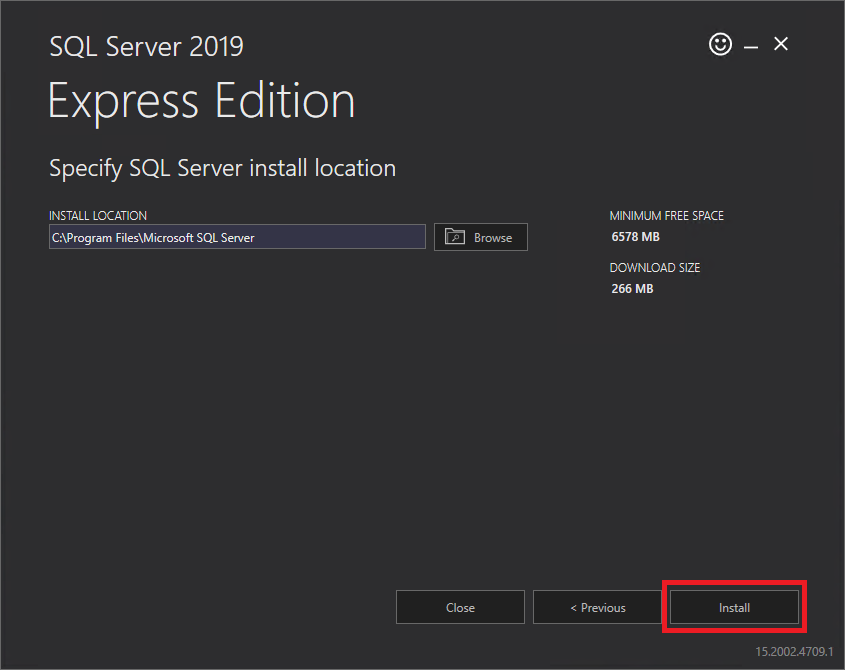 SQL Server 2019
Express Edition
Specify SQL Server install location
INSTALL LOCATION
C:\Program Files\Microsoft SQL Server
Browse
MINIMUM FREE SPACE
6578 MB
DOWNLOAD SIZE
266 MB
Close
< Previous
Install
15.2002.4709.1